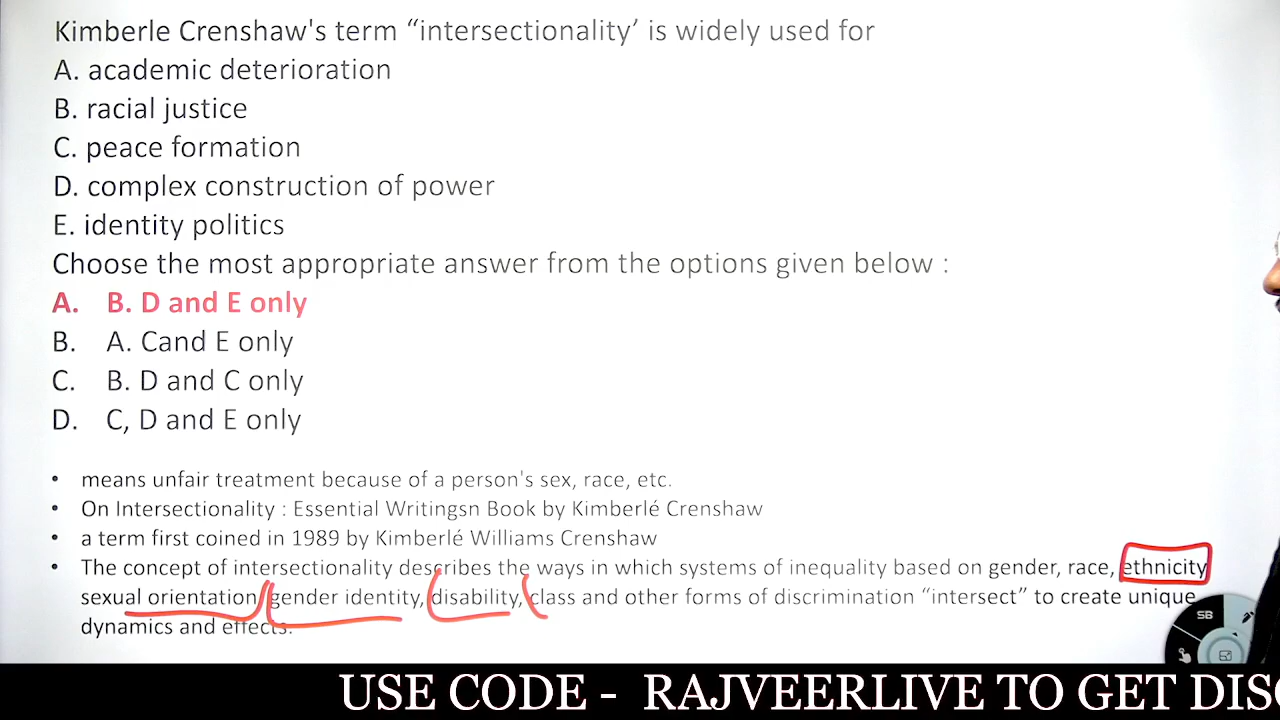 Kimberle Crenshaw's term “intersectionality’ is widely used for
A. academic deterioration
B. racial justice
C. peace formation
D. complex construction of power
E. identity politics
Choose the most appropriate answer from the options given below :
A. B. D and E only
B. A. Cand E only
C. B. D and C only
D. C, D and E only
• means unfair treatment because of a person's sex, race, etc.
• On Intersectionality : Essential Writingsn Book by Kimberlé Crenshaw
• a term first coined in 1989 by Kimberlé Williams Crenshaw
• The concept of intersectionality describes the ways in which systems of inequality based on gender, race, ethnicity
sexual orientation, gender identity, disability, class and other forms of discrimination “intersect” to create unique
dynamics and effects.
SB
USE CODE - RAJVEERLIVE TO GET DISC